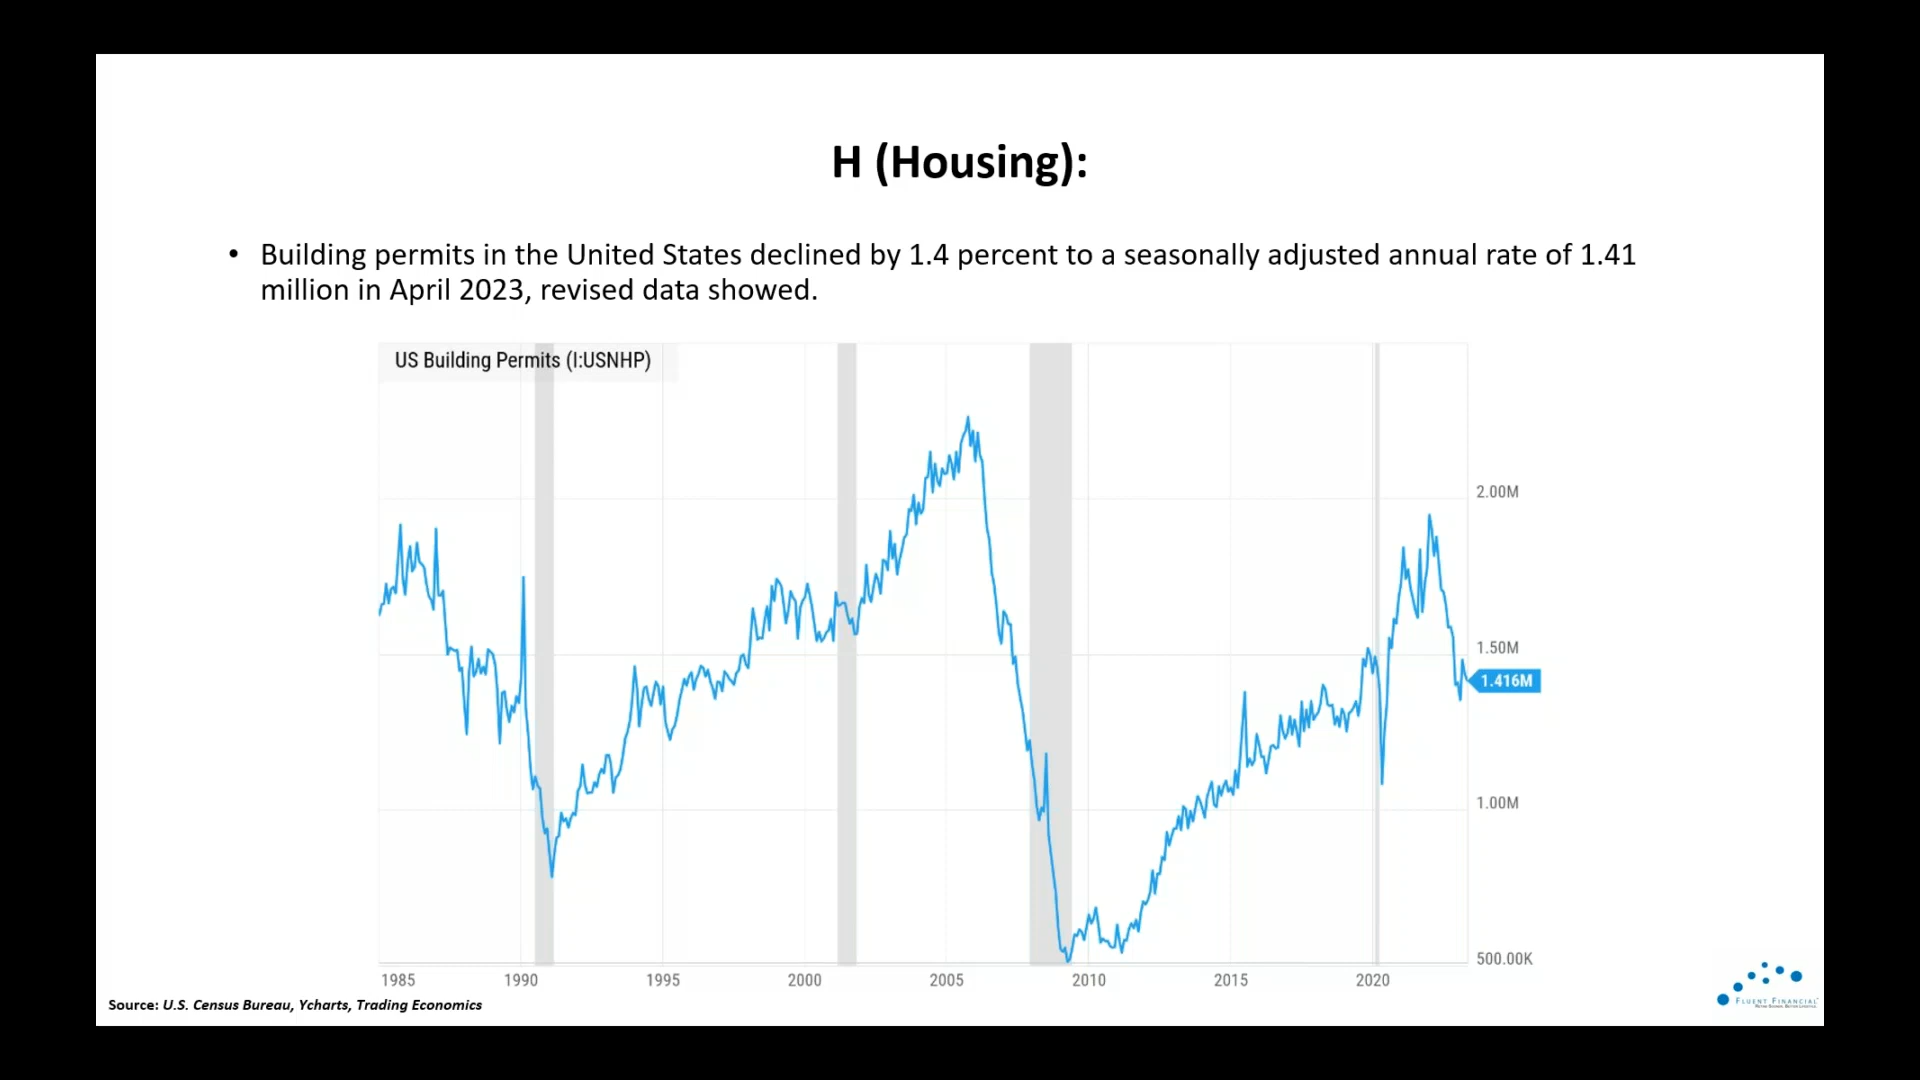 H (Housing):
• Building permits in the United States declined by 1.4 percent to a seasonally adjusted annual rate of 1.41
million in April 2023, revised data showed.
US Building Permits (I:USNHP)
2.00M
1.50M
1.416M
1.00M
500.00K
1985 1990 1995 2000 2005 2010 2015 2020
Source: U.S. Census Bureau, Ycharts, Trading Economics
FLUENT FINANCIAL